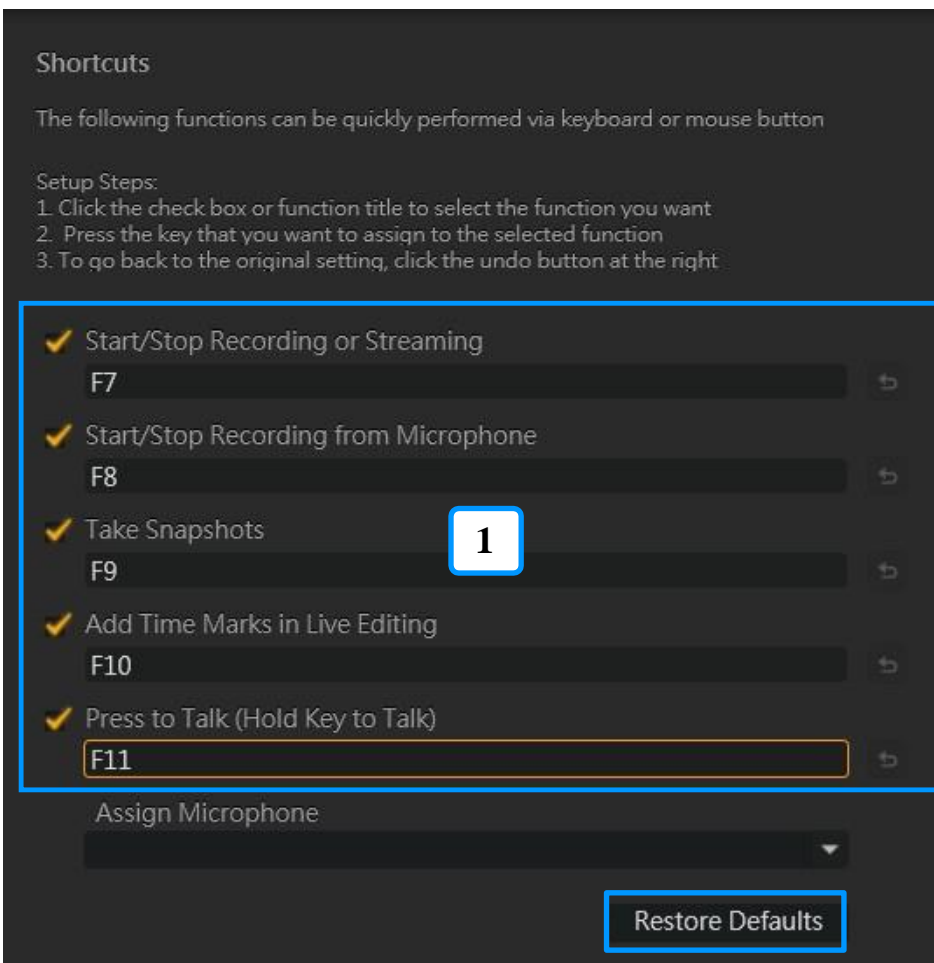 Shortcuts
The following functions can be quickly performed via keyboard or mouse button
Setup Steps:
1. Click the check box or function title to select the function you want
2. Press the key that you want to assign to the selected function
3. To go back to the original setting, click the undo button at the right
Start/Stop Recording or Streaming
F7
Start/Stop Recording from Microphone
F8
Take Snapshots
1
F9
Add Time Marks in Live Editing
F10
Press to Talk (Hold Key to Talk)
F11
Assign Microphone
Restore Defaults